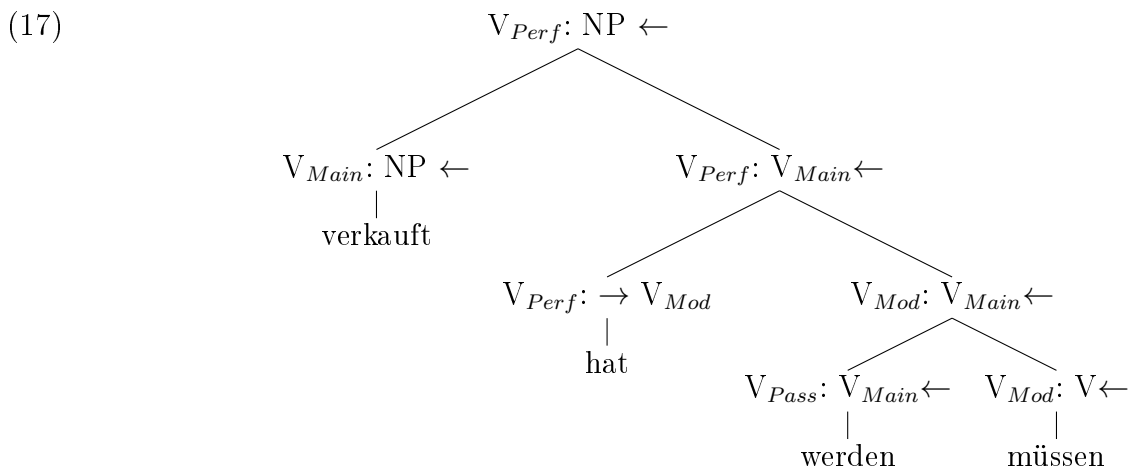 (17) V_Perf: NP ←
V_Main: NP ← V_Perf: V_Main←
verkauft
V_Perf: → V_Mod V_Mod: V_Main←
hat
V_Pass: V_Main← V_Mod: V←
werden müssen